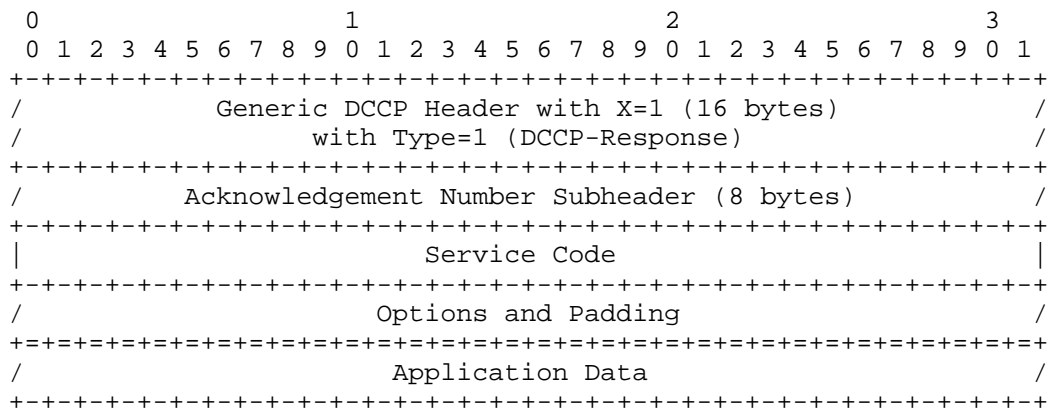 0                   1                   2                   3
 0 1 2 3 4 5 6 7 8 9 0 1 2 3 4 5 6 7 8 9 0 1 2 3 4 5 6 7 8 9 0 1
+-+-+-+-+-+-+-+-+-+-+-+-+-+-+-+-+-+-+-+-+-+-+-+-+-+-+-+-+-+-+-+-+
/            Generic DCCP Header with X=1 (16 bytes)            /
/                  with Type=1 (DCCP-Response)                  /
+-+-+-+-+-+-+-+-+-+-+-+-+-+-+-+-+-+-+-+-+-+-+-+-+-+-+-+-+-+-+-+-+
/          Acknowledgement Number Subheader (8 bytes)           /
+-+-+-+-+-+-+-+-+-+-+-+-+-+-+-+-+-+-+-+-+-+-+-+-+-+-+-+-+-+-+-+-+
|                         Service Code                          |
+-+-+-+-+-+-+-+-+-+-+-+-+-+-+-+-+-+-+-+-+-+-+-+-+-+-+-+-+-+-+-+-+
/                      Options and Padding                      /
+=+=+=+=+=+=+=+=+=+=+=+=+=+=+=+=+=+=+=+=+=+=+=+=+=+=+=+=+=+=+=+=+
/                       Application Data                        /
+-+-+-+-+-+-+-+-+-+-+-+-+-+-+-+-+-+-+-+-+-+-+-+-+-+-+-+-+-+-+-+-+